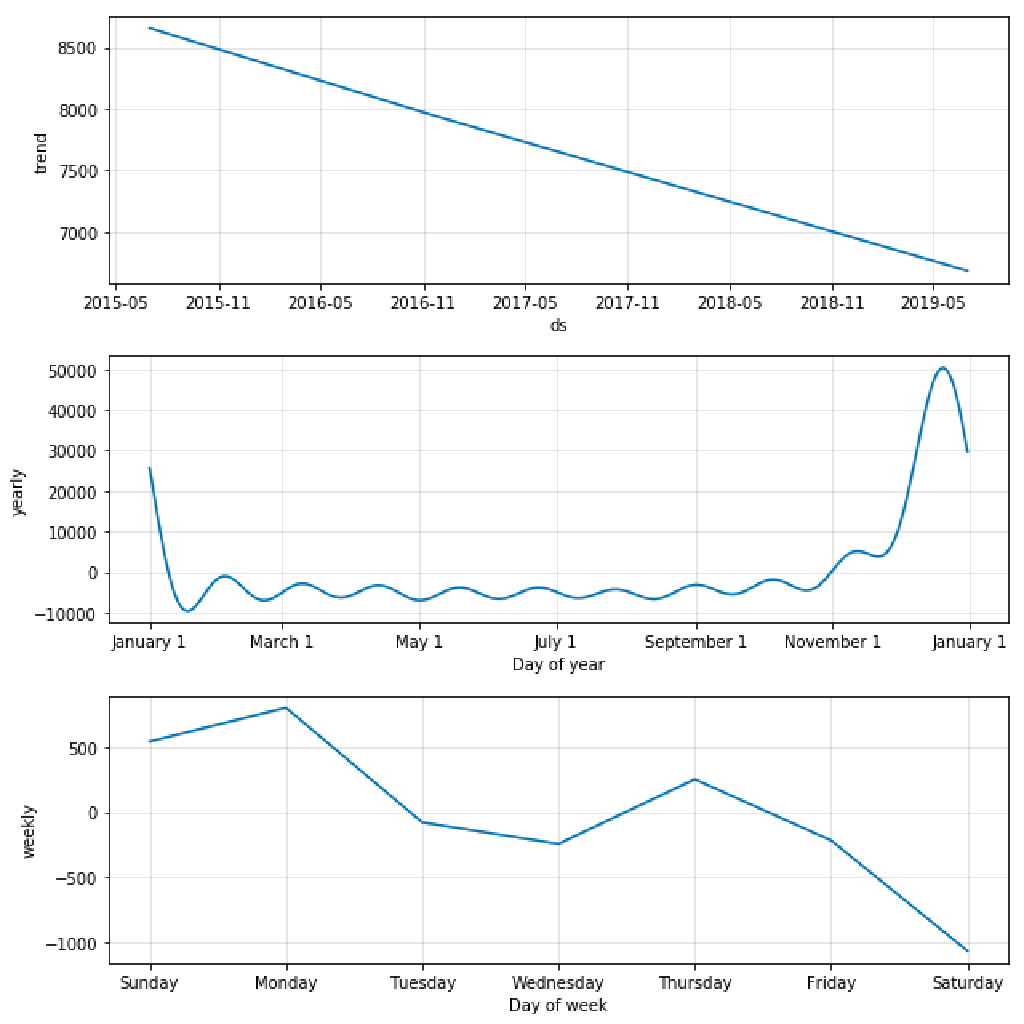 8500
8000
7500
7000
trend
2015-05 2015-11 2016-05 2016-11 2017-05 2017-11 2018-05 2018-11 2019-05
ds
50000
40000
30000
20000
10000
0
−10000
yearly
January 1 March 1 May 1 July 1 September 1 November 1 January 1
Day of year
500
0
−500
−1000
weekly
Sunday Monday Tuesday Wednesday Thursday Friday Saturday
Day of week